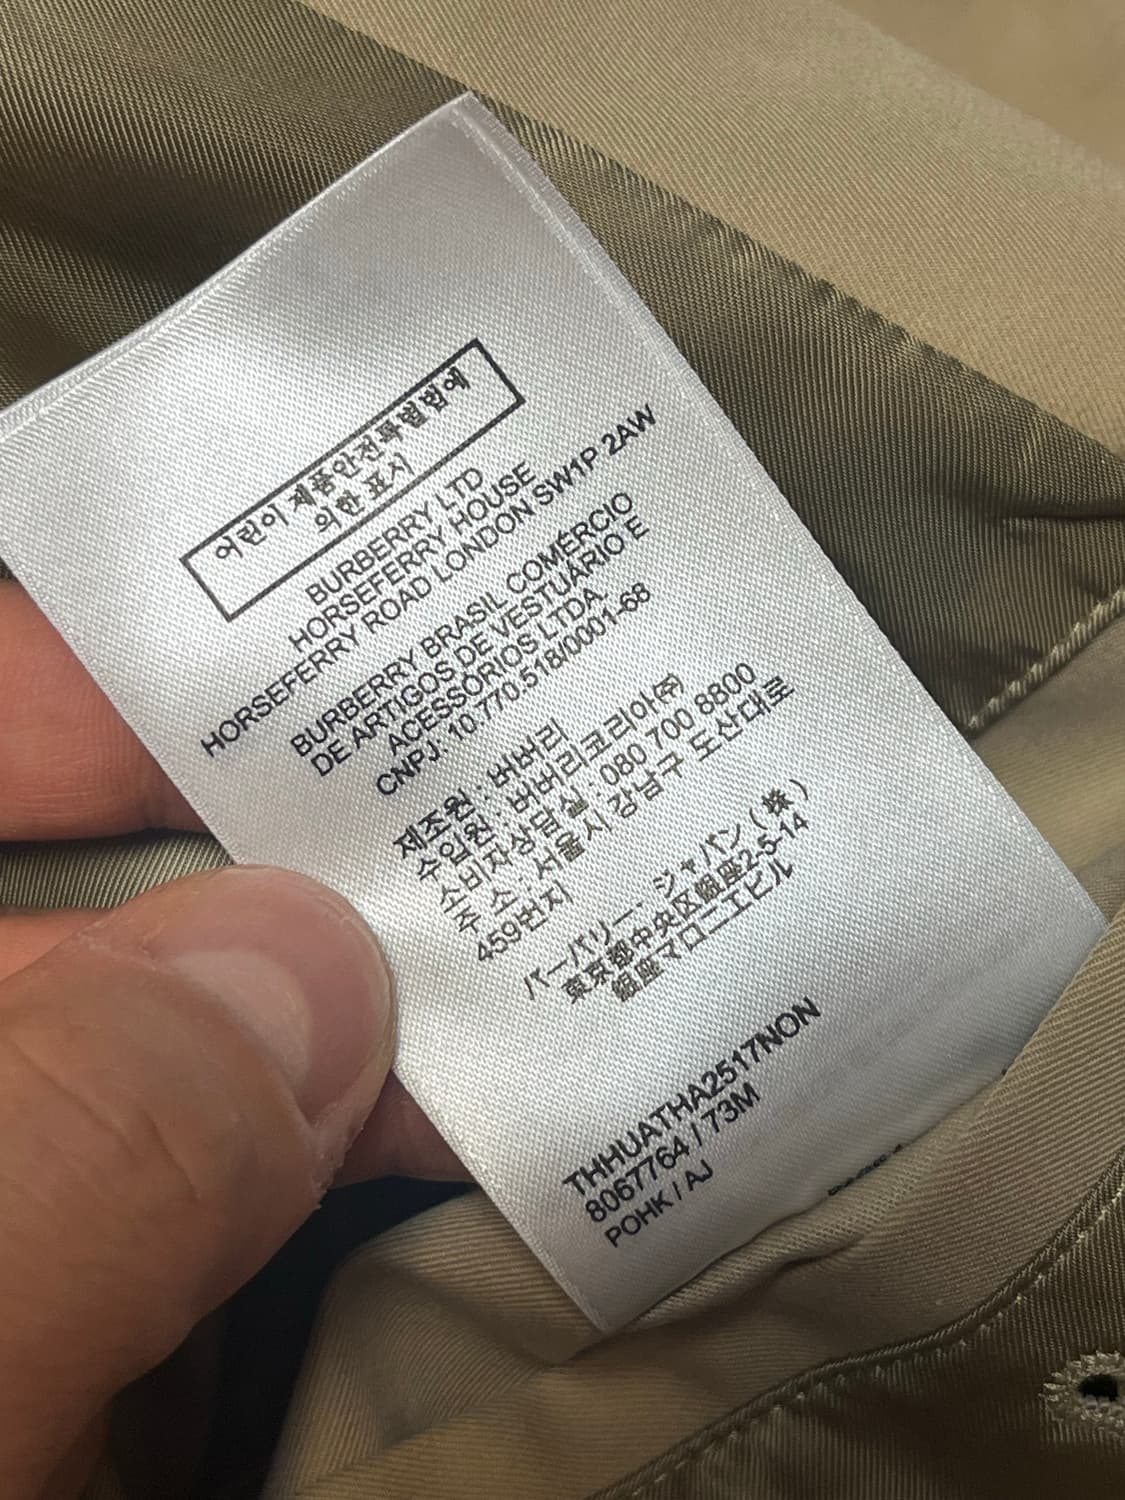 어린이 제품안전특별법에
의한 표시
BURBERRY LTD
HORSEFERRY HOUSE
HORSEFERRY ROAD LONDON SW1P 2AW
BURBERRY BRASIL COMÉRCIO
DE ARTIGOS DE VESTUÁRIO E
ACESSÓRIOS LTDA.
CNPJ: 10.770.518/0001-68
제조원 : 버버리
수입원 : 버버리코리아㈜
소비자상담실 : 080 700 8800
주 소 : 서울시 강남구 도산대로
459번지
バーバリー・ジャパン(株)
東京都中央区銀座2-5-14
銀座マロニエビル
THHUATHA2517NON
8067764 / 73M
POHK / AJ